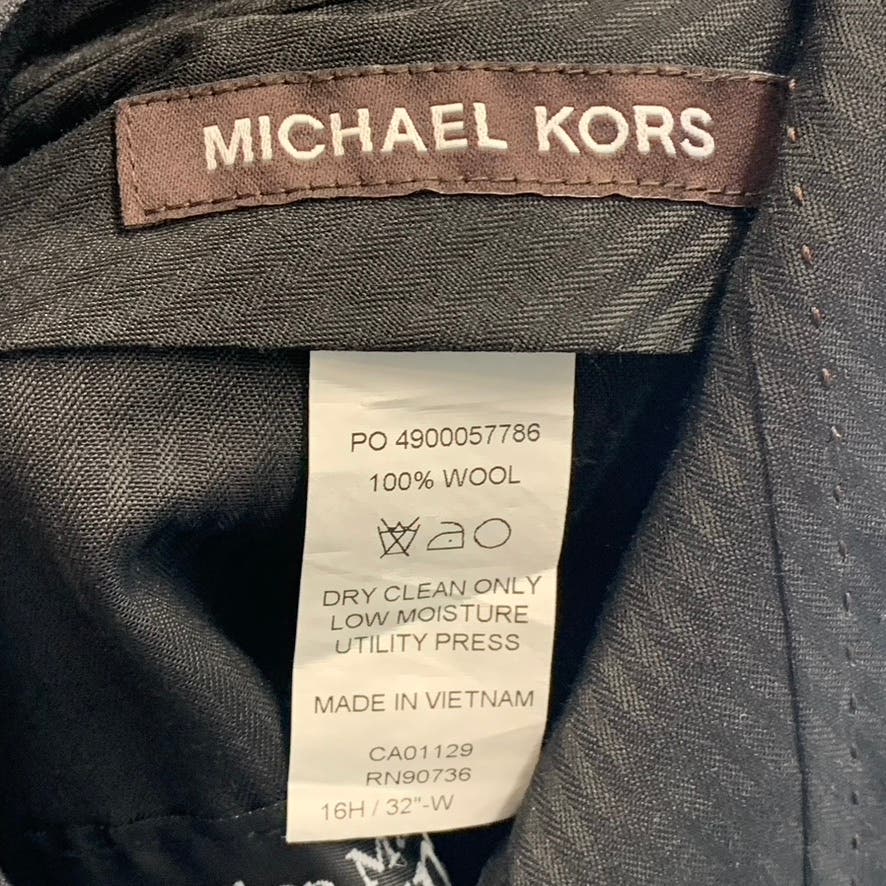 MICHAEL KORS
PO 4900057786
100% WOOL
DRY CLEAN ONLY
LOW MOISTURE
UTILITY PRESS
MADE IN VIETNAM
CA01129
RN90736
16H / 32"-W